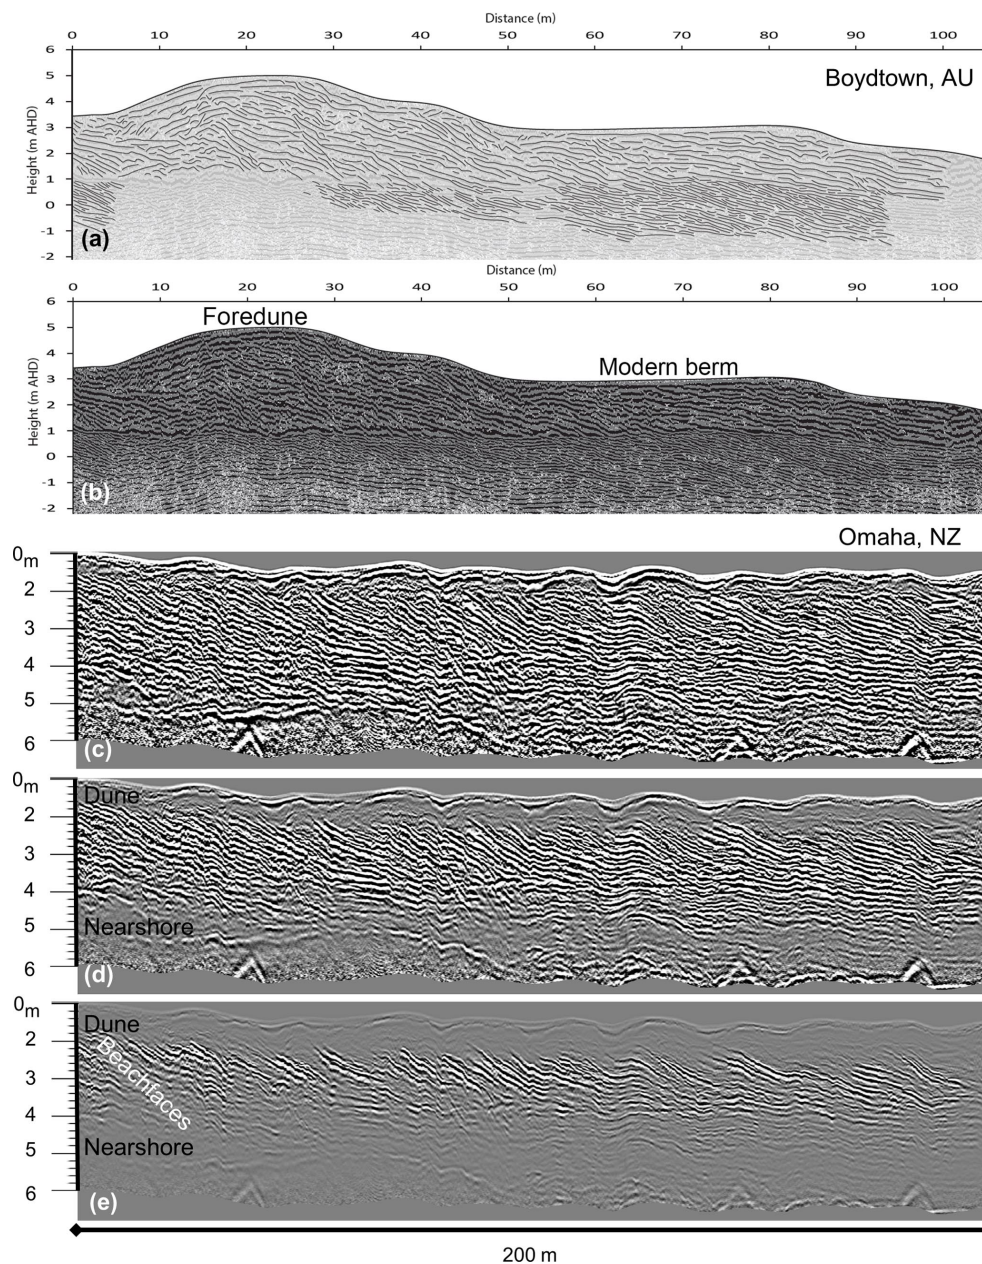 Distance (m)
0 10 20 30 40 50 60 70 80 90 100
6
5
4
3
2
1
0
-1
-2
Height (m AHD)
Boydtown, AU
(a)
Distance (m)
0 10 20 30 40 50 60 70 80 90 100
6
5
4
3
2
1
0
-1
-2
Height (m AHD)
Foredune
Modern berm
(b)
Omaha, NZ
0m
2
3
4
5
6
(c)
0m
2
3
4
5
6
Dune
Nearshore
(d)
0m
2
3
4
5
6
Dune
Beachfaces
Nearshore
(e)
200 m